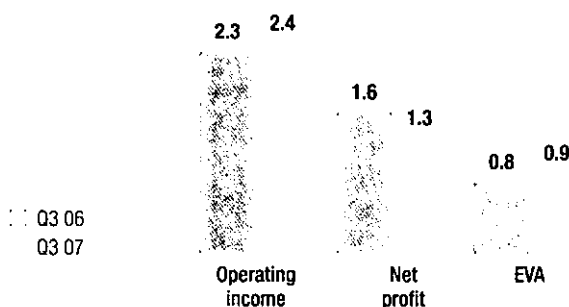 2.3 2.4
1.6
1.3
0.8 0.9
Q3 06
Q3 07
Operating income
Net profit
EVA